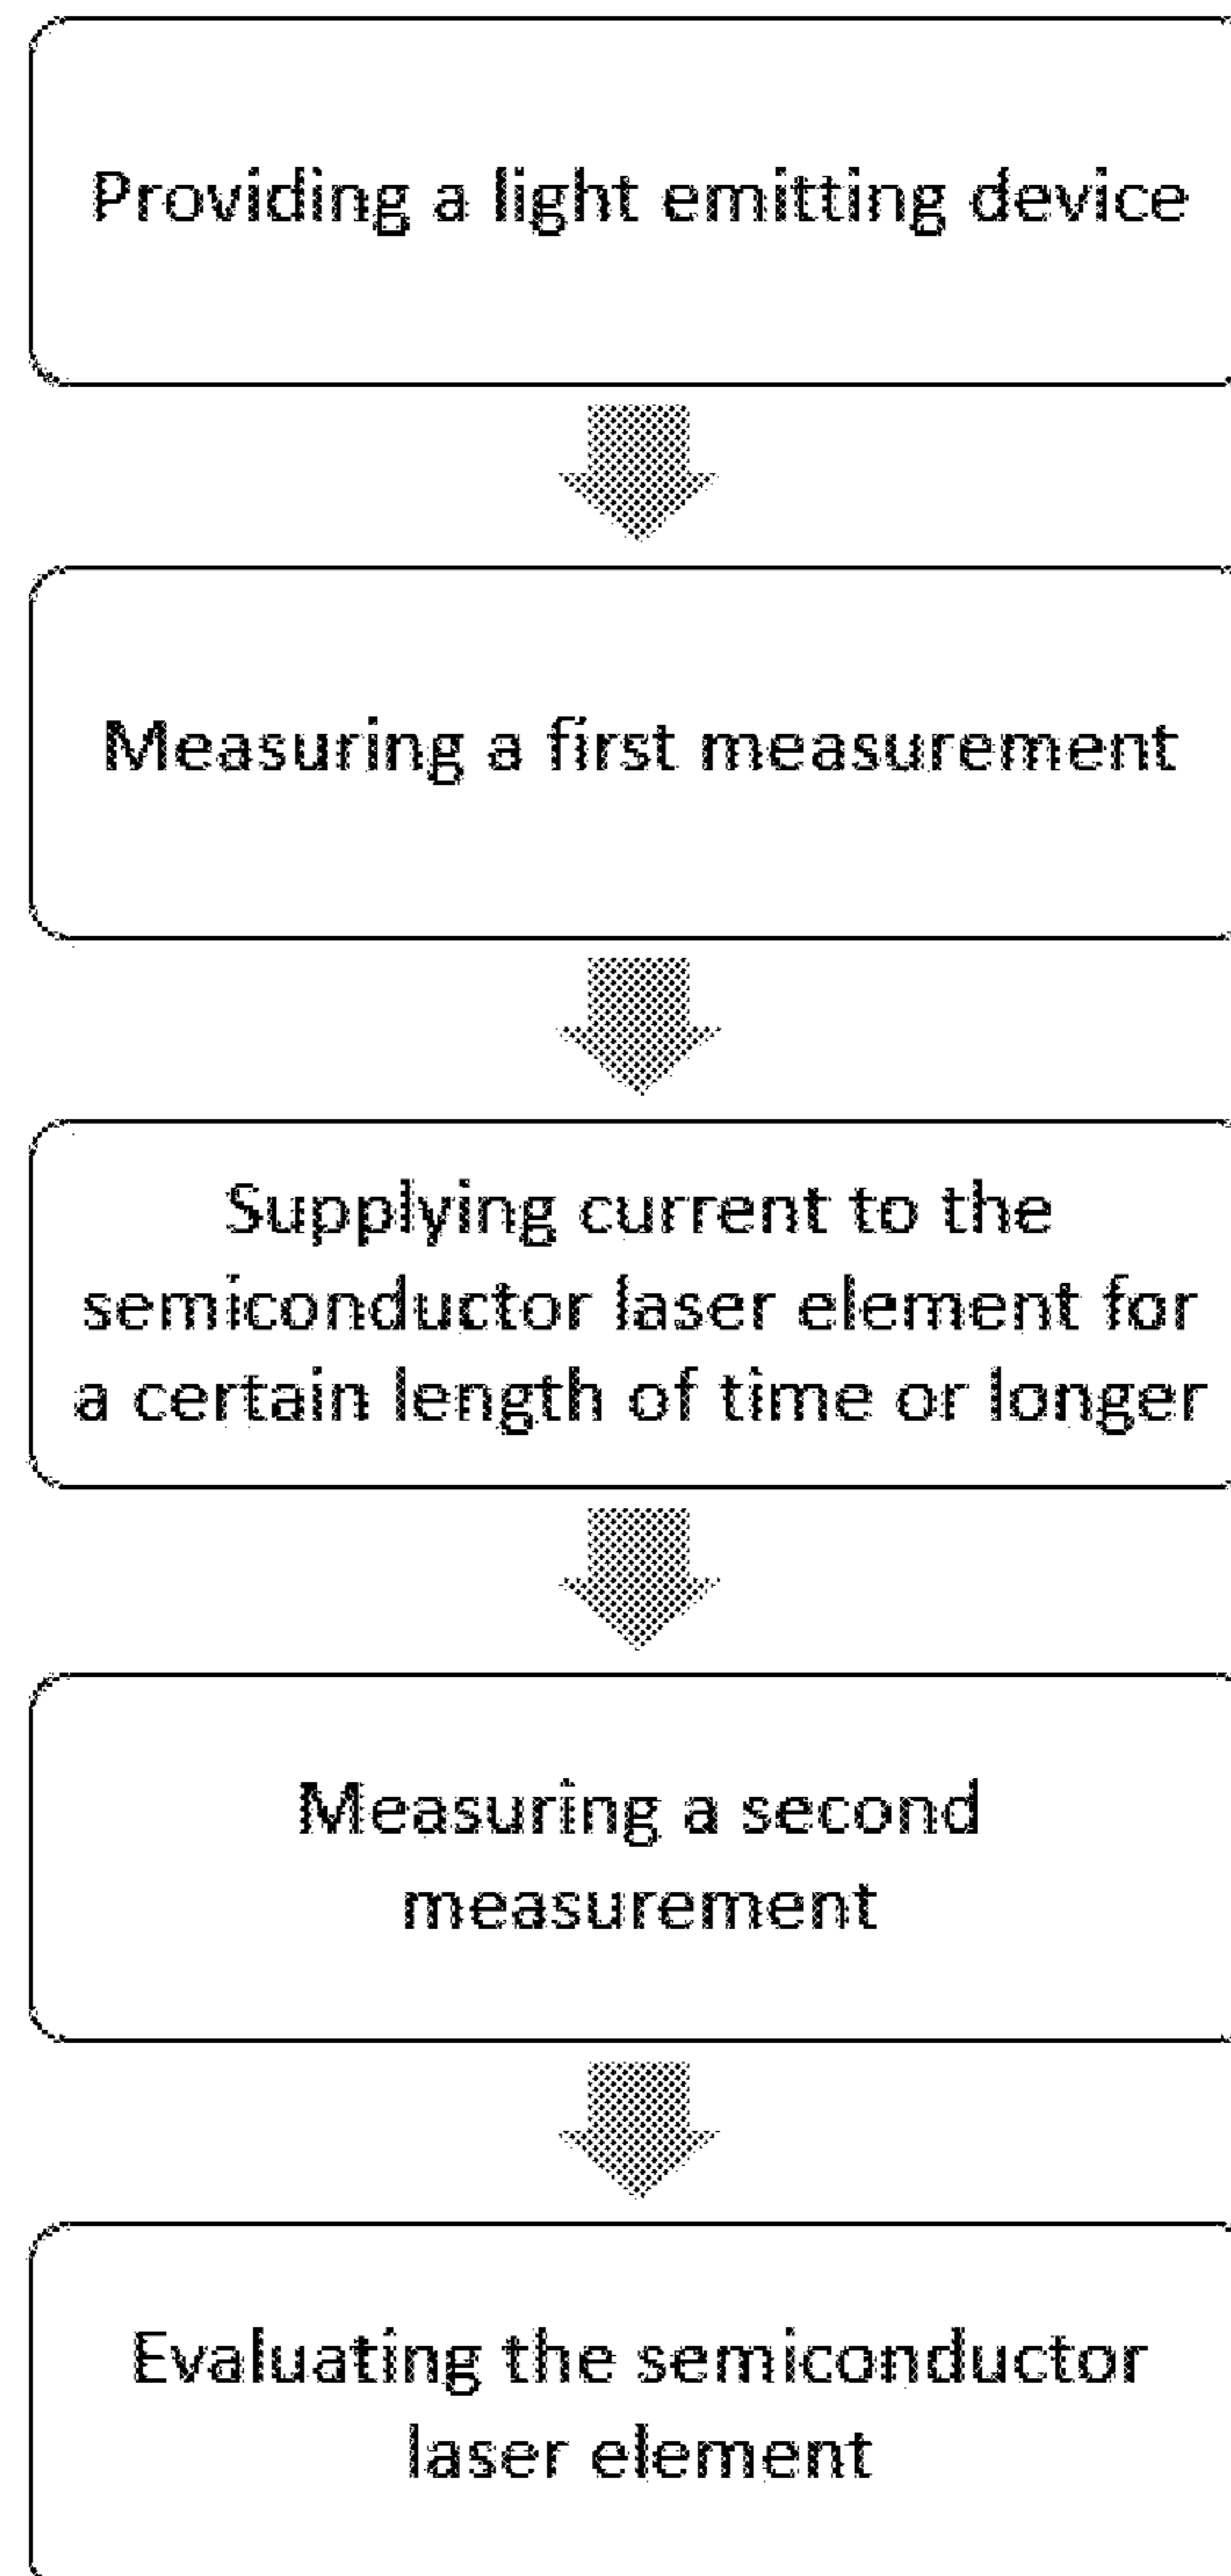 Providing a light emitting device
Measuring a first measurement
Supplying current to the
semiconductor laser element for
a certain length of time or longer
Measuring a second
measurement
Evaluating the semiconductor
laser element